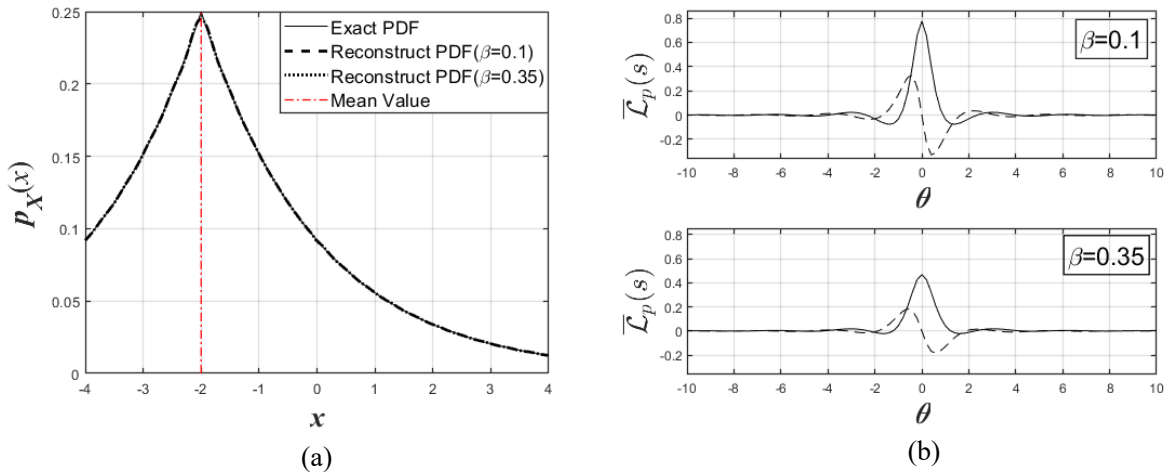 0.25
0.2
0.15
0.1
0.05
0
p_X(x)
Exact PDF
Reconstruct PDF(β=0.1)
Reconstruct PDF(β=0.35)
Mean Value
-4 -3 -2 -1 0 1 2 3 4
x
(a)
0.8
0.6
0.4
0.2
0
-0.2
\overline{ℒ}_p(s)
β=0.1
-10 -8 -6 -4 -2 0 2 4 6 8 10
θ
0.8
0.6
0.4
0.2
0
-0.2
\overline{ℒ}_p(s)
β=0.35
-10 -8 -6 -4 -2 0 2 4 6 8 10
θ
(b)